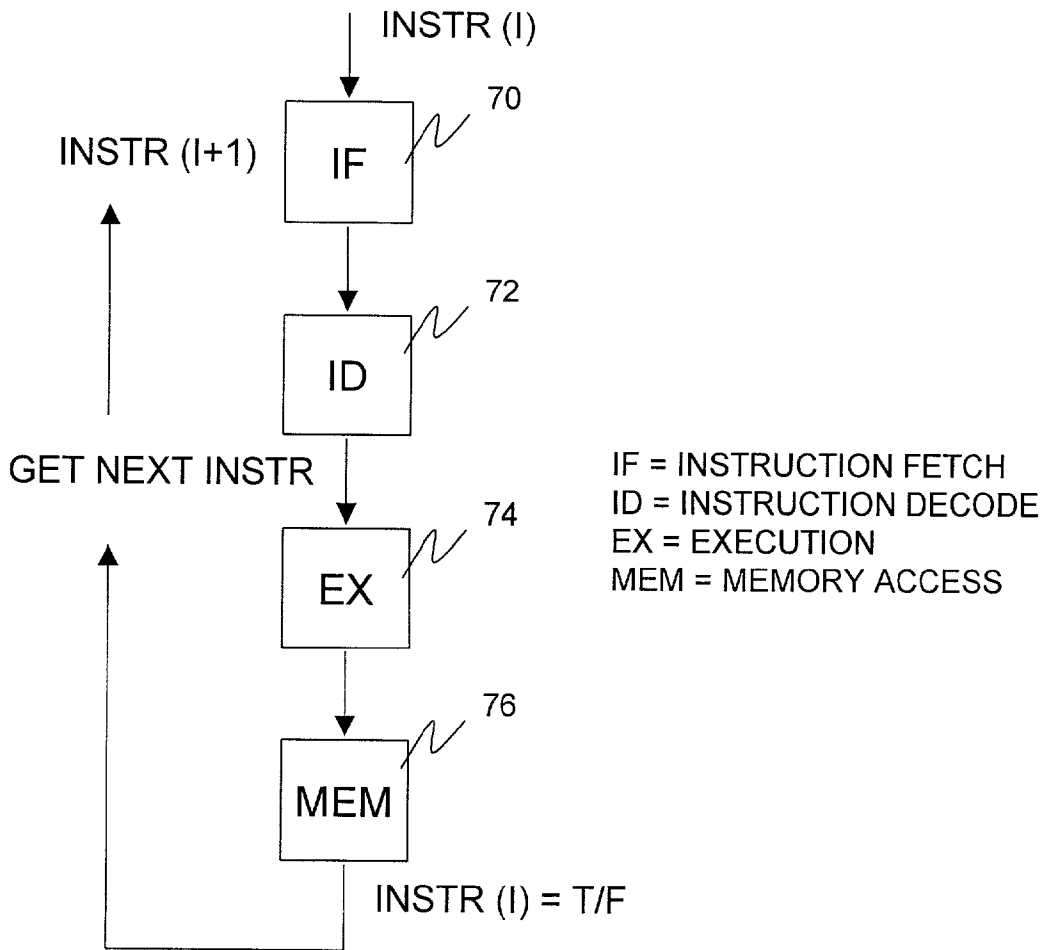 INSTR (I)
70
INSTR (I+1)
IF
72
ID
GET NEXT INSTR
74
EX
IF = INSTRUCTION FETCH
ID = INSTRUCTION DECODE
EX = EXECUTION
MEM = MEMORY ACCESS
76
MEM
INSTR (I) = T/F